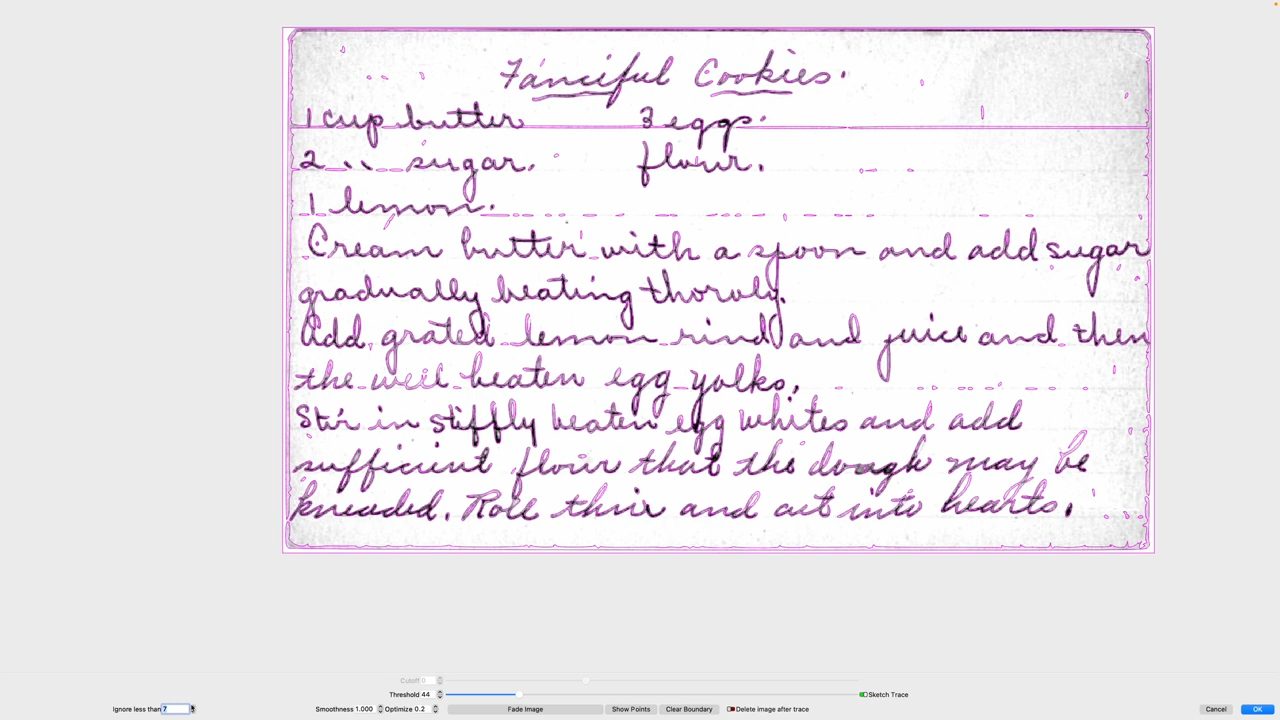 Fanciful Cookies.
1 cup butter 3 eggs.
2 " sugar. flour.
1 lemon.
Cream butter with a spoon and add sugar
gradually beating thoroly.
Add grated lemon rind and juice and then
the well beaten egg yolks.
Stir in stiffly beaten egg whites and add
sufficient flour that the dough may be
kneaded. Roll thin and cut into hearts.
Cutoff 0
Threshold 44 Sketch Trace
Ignore less than 7 Smoothness 1.000 Optimize 0.2 Fade Image Show Points Clear Boundary Delete image after trace Cancel OK